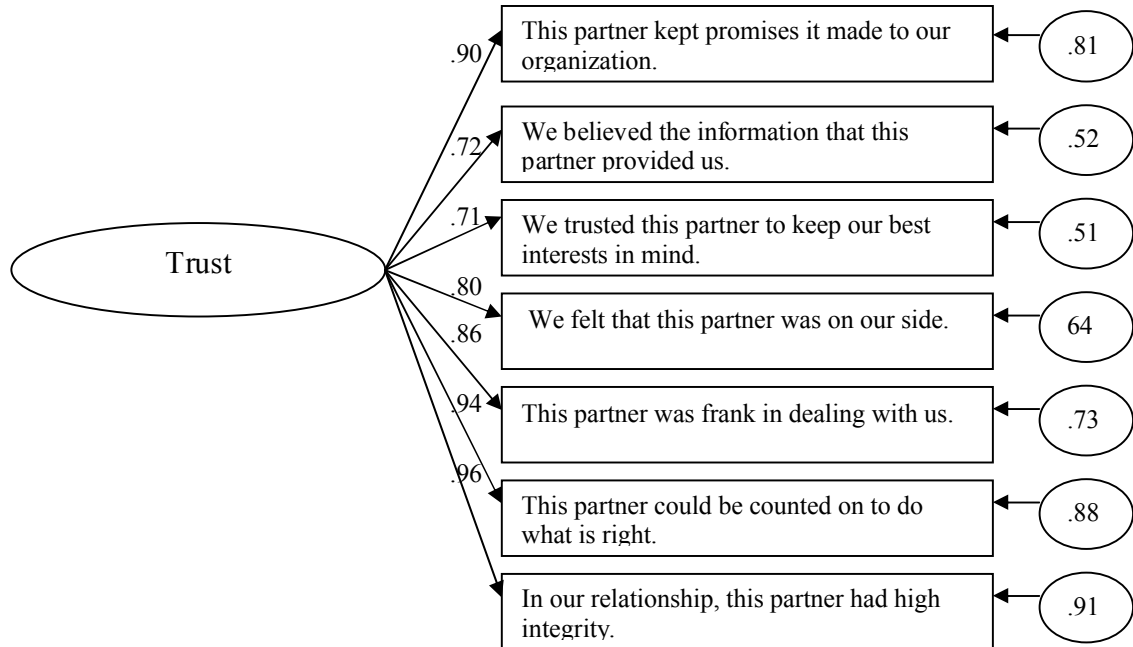 This partner kept promises it made to our
organization.
.90
.81
We believed the information that this
partner provided us.
.72
.52
We trusted this partner to keep our best
interests in mind.
.71
.51
Trust
We felt that this partner was on our side.
.80
64
This partner was frank in dealing with us.
.86
.73
This partner could be counted on to do
what is right.
.94
.88
In our relationship, this partner had high
integrity.
.96
.91